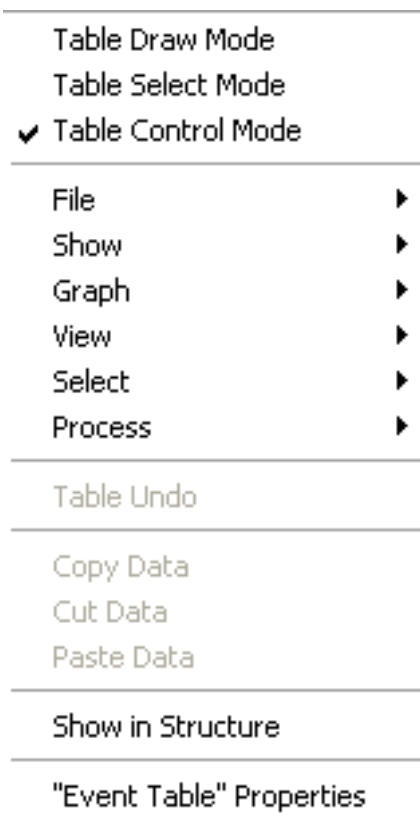 Table Draw Mode
Table Select Mode
Table Control Mode
File
Show
Graph
View
Select
Process
Table Undo
Copy Data
Cut Data
Paste Data
Show in Structure
"Event Table" Properties